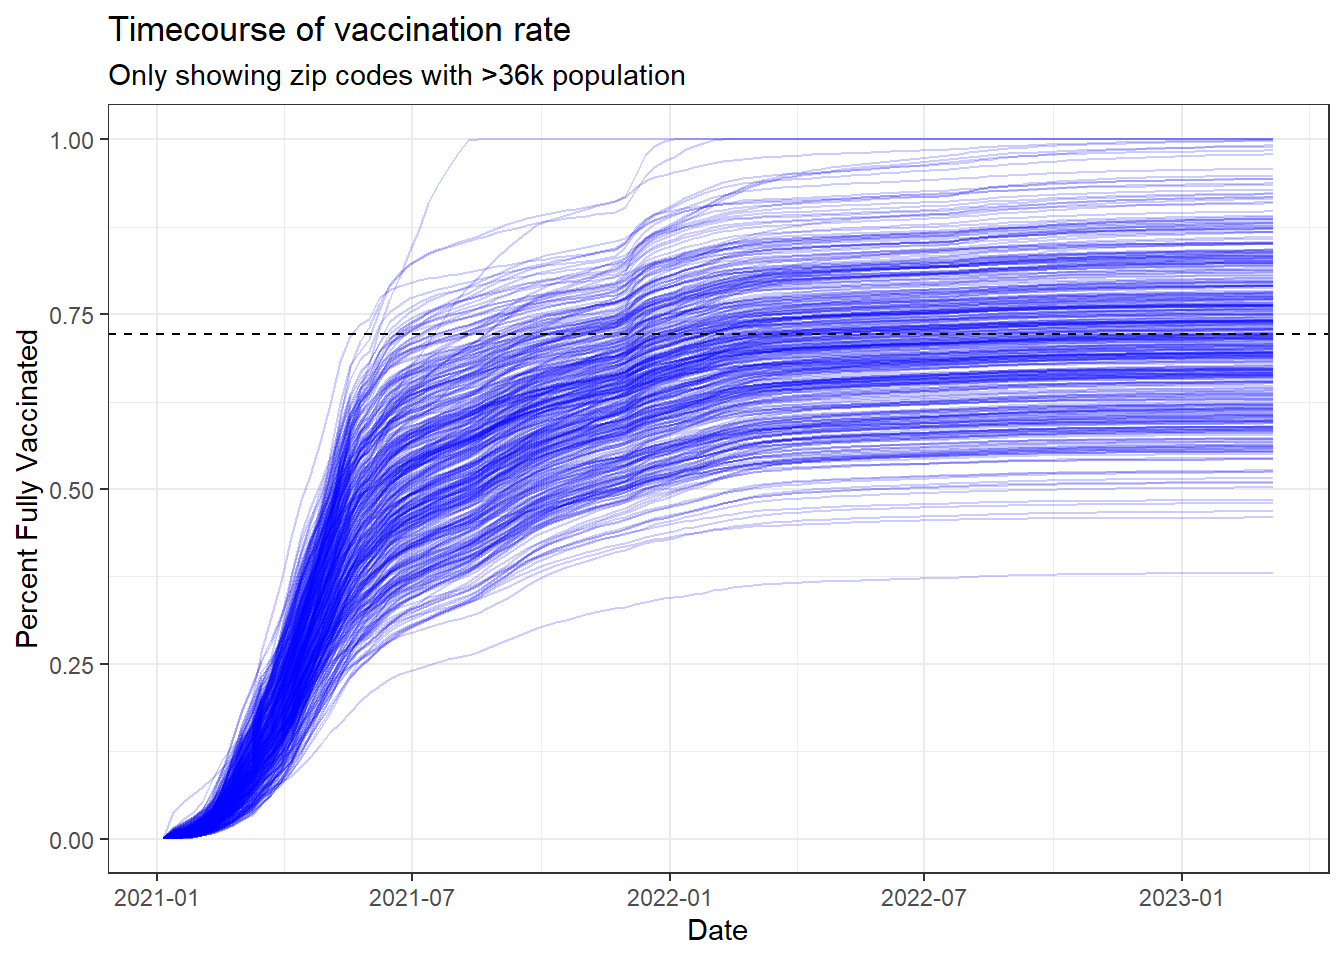 Timecourse of vaccination rate
Only showing zip codes with >36k population
Percent Fully Vaccinated
1.00
0.75
0.50
0.25
0.00
2021-01 2021-07 2022-01 2022-07 2023-01
Date